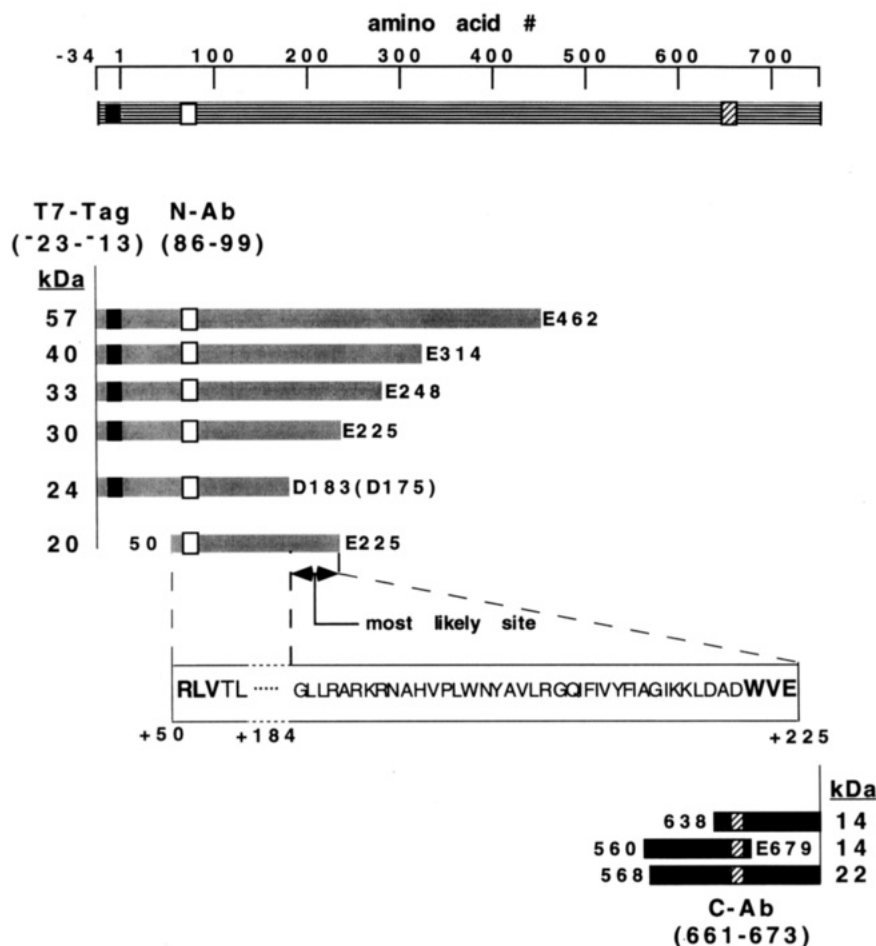 amino acid #
-34 1 100 200 300 400 500 600 700
T7-Tag N-Ab
(-23--13) (86-99)
kDa
57 E462
40 E314
33 E248
30 E225
24 D183(D175)
20 50 E225
most likely site
RLVTL ..... GLLRARKRNAHVPLWNYAVLRGQIFIVYFIAGIKKLDADWVE
+50 +184 +225
kDa
638 14
560 E679 14
568 22
C-Ab
(661-673)